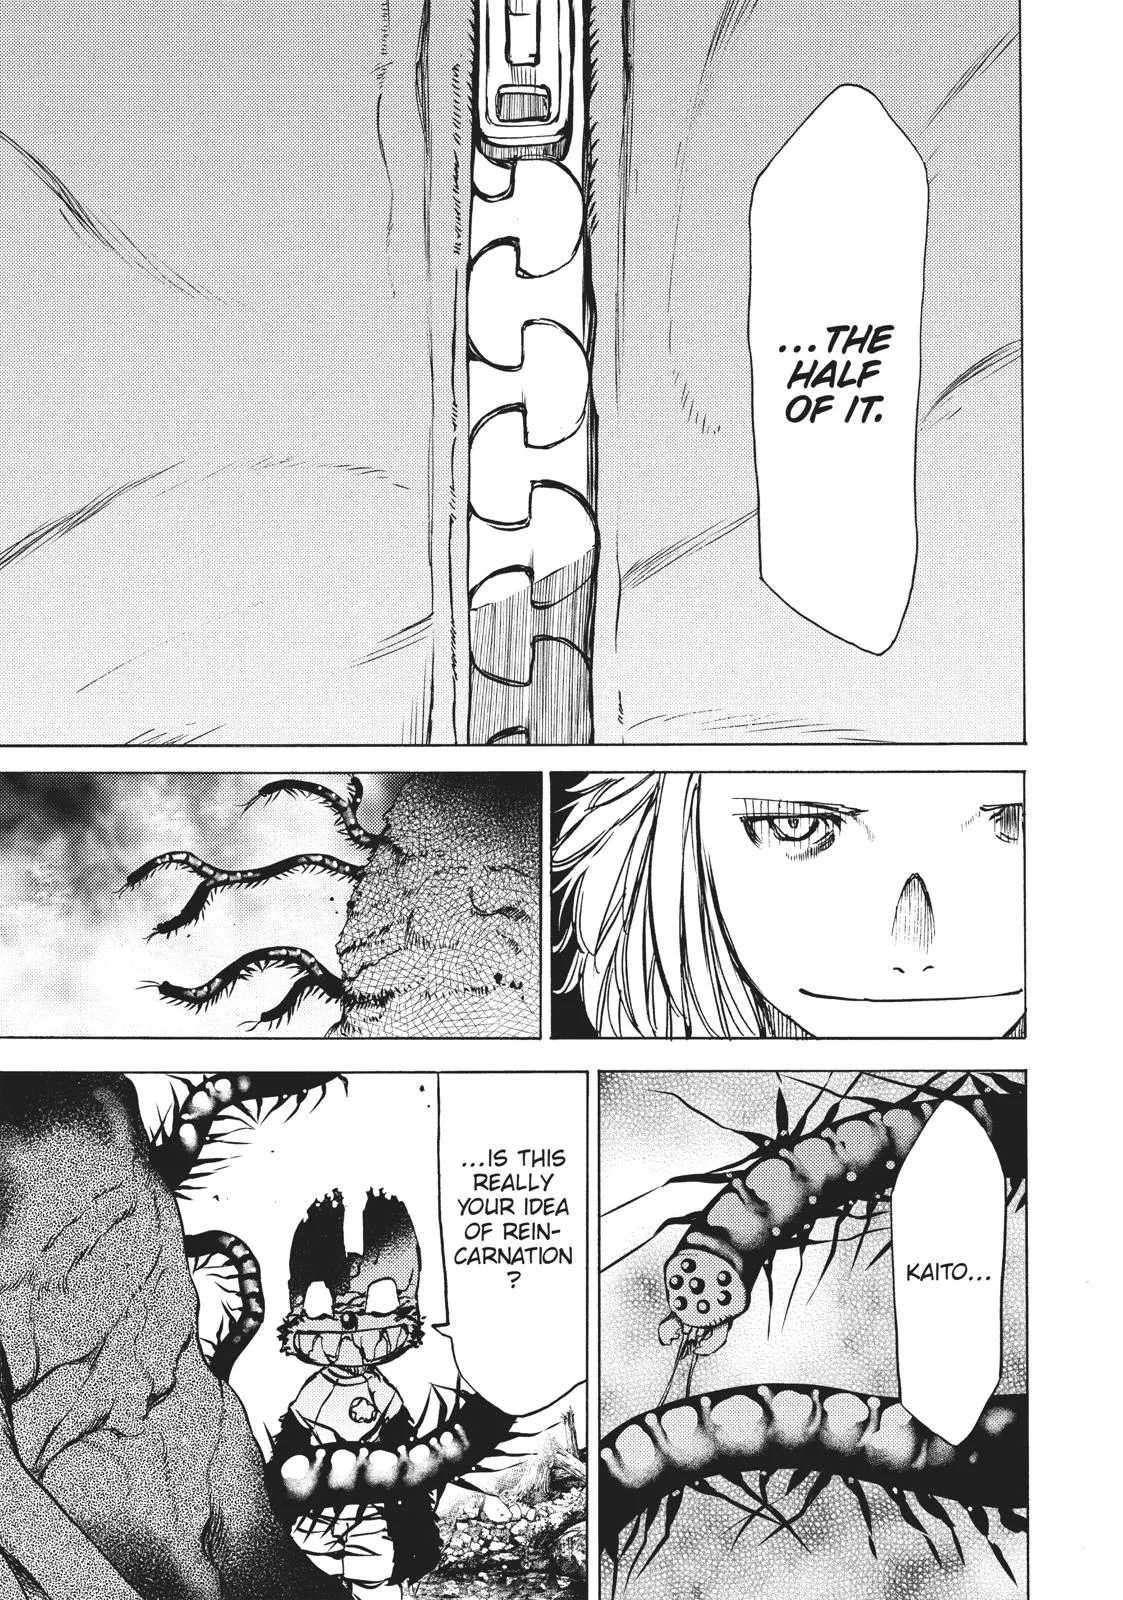 ...THE
HALF
OF IT.
KAITO...
...IS THIS
REALLY
YOUR IDEA
OF REIN-
CARNATION
?